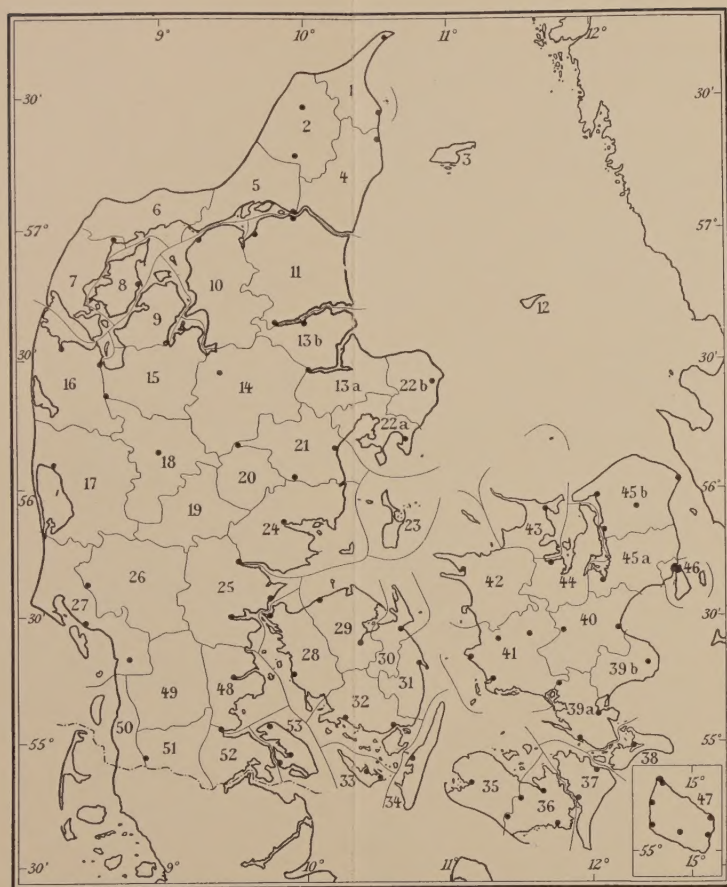 9° 10° 11° 12°
30' 1 30'
2
3
4
5
6
57° 57°
7 8 10 11
9 12
13 b
30' 30'
16 15 14 13 a 22 b
22 a
18 21
17 20
56° 19 56°
24 23 43 45 b
45 a
26 25 42 44 46
30' 27 29 40 30'
28 30 41
49 48 31 39 b
32 39 a
50 53
55° 51 52 38 55°
33 34 35 37
36 15° 47
55° 15°
30' 30'
9° 10° 11° 12°